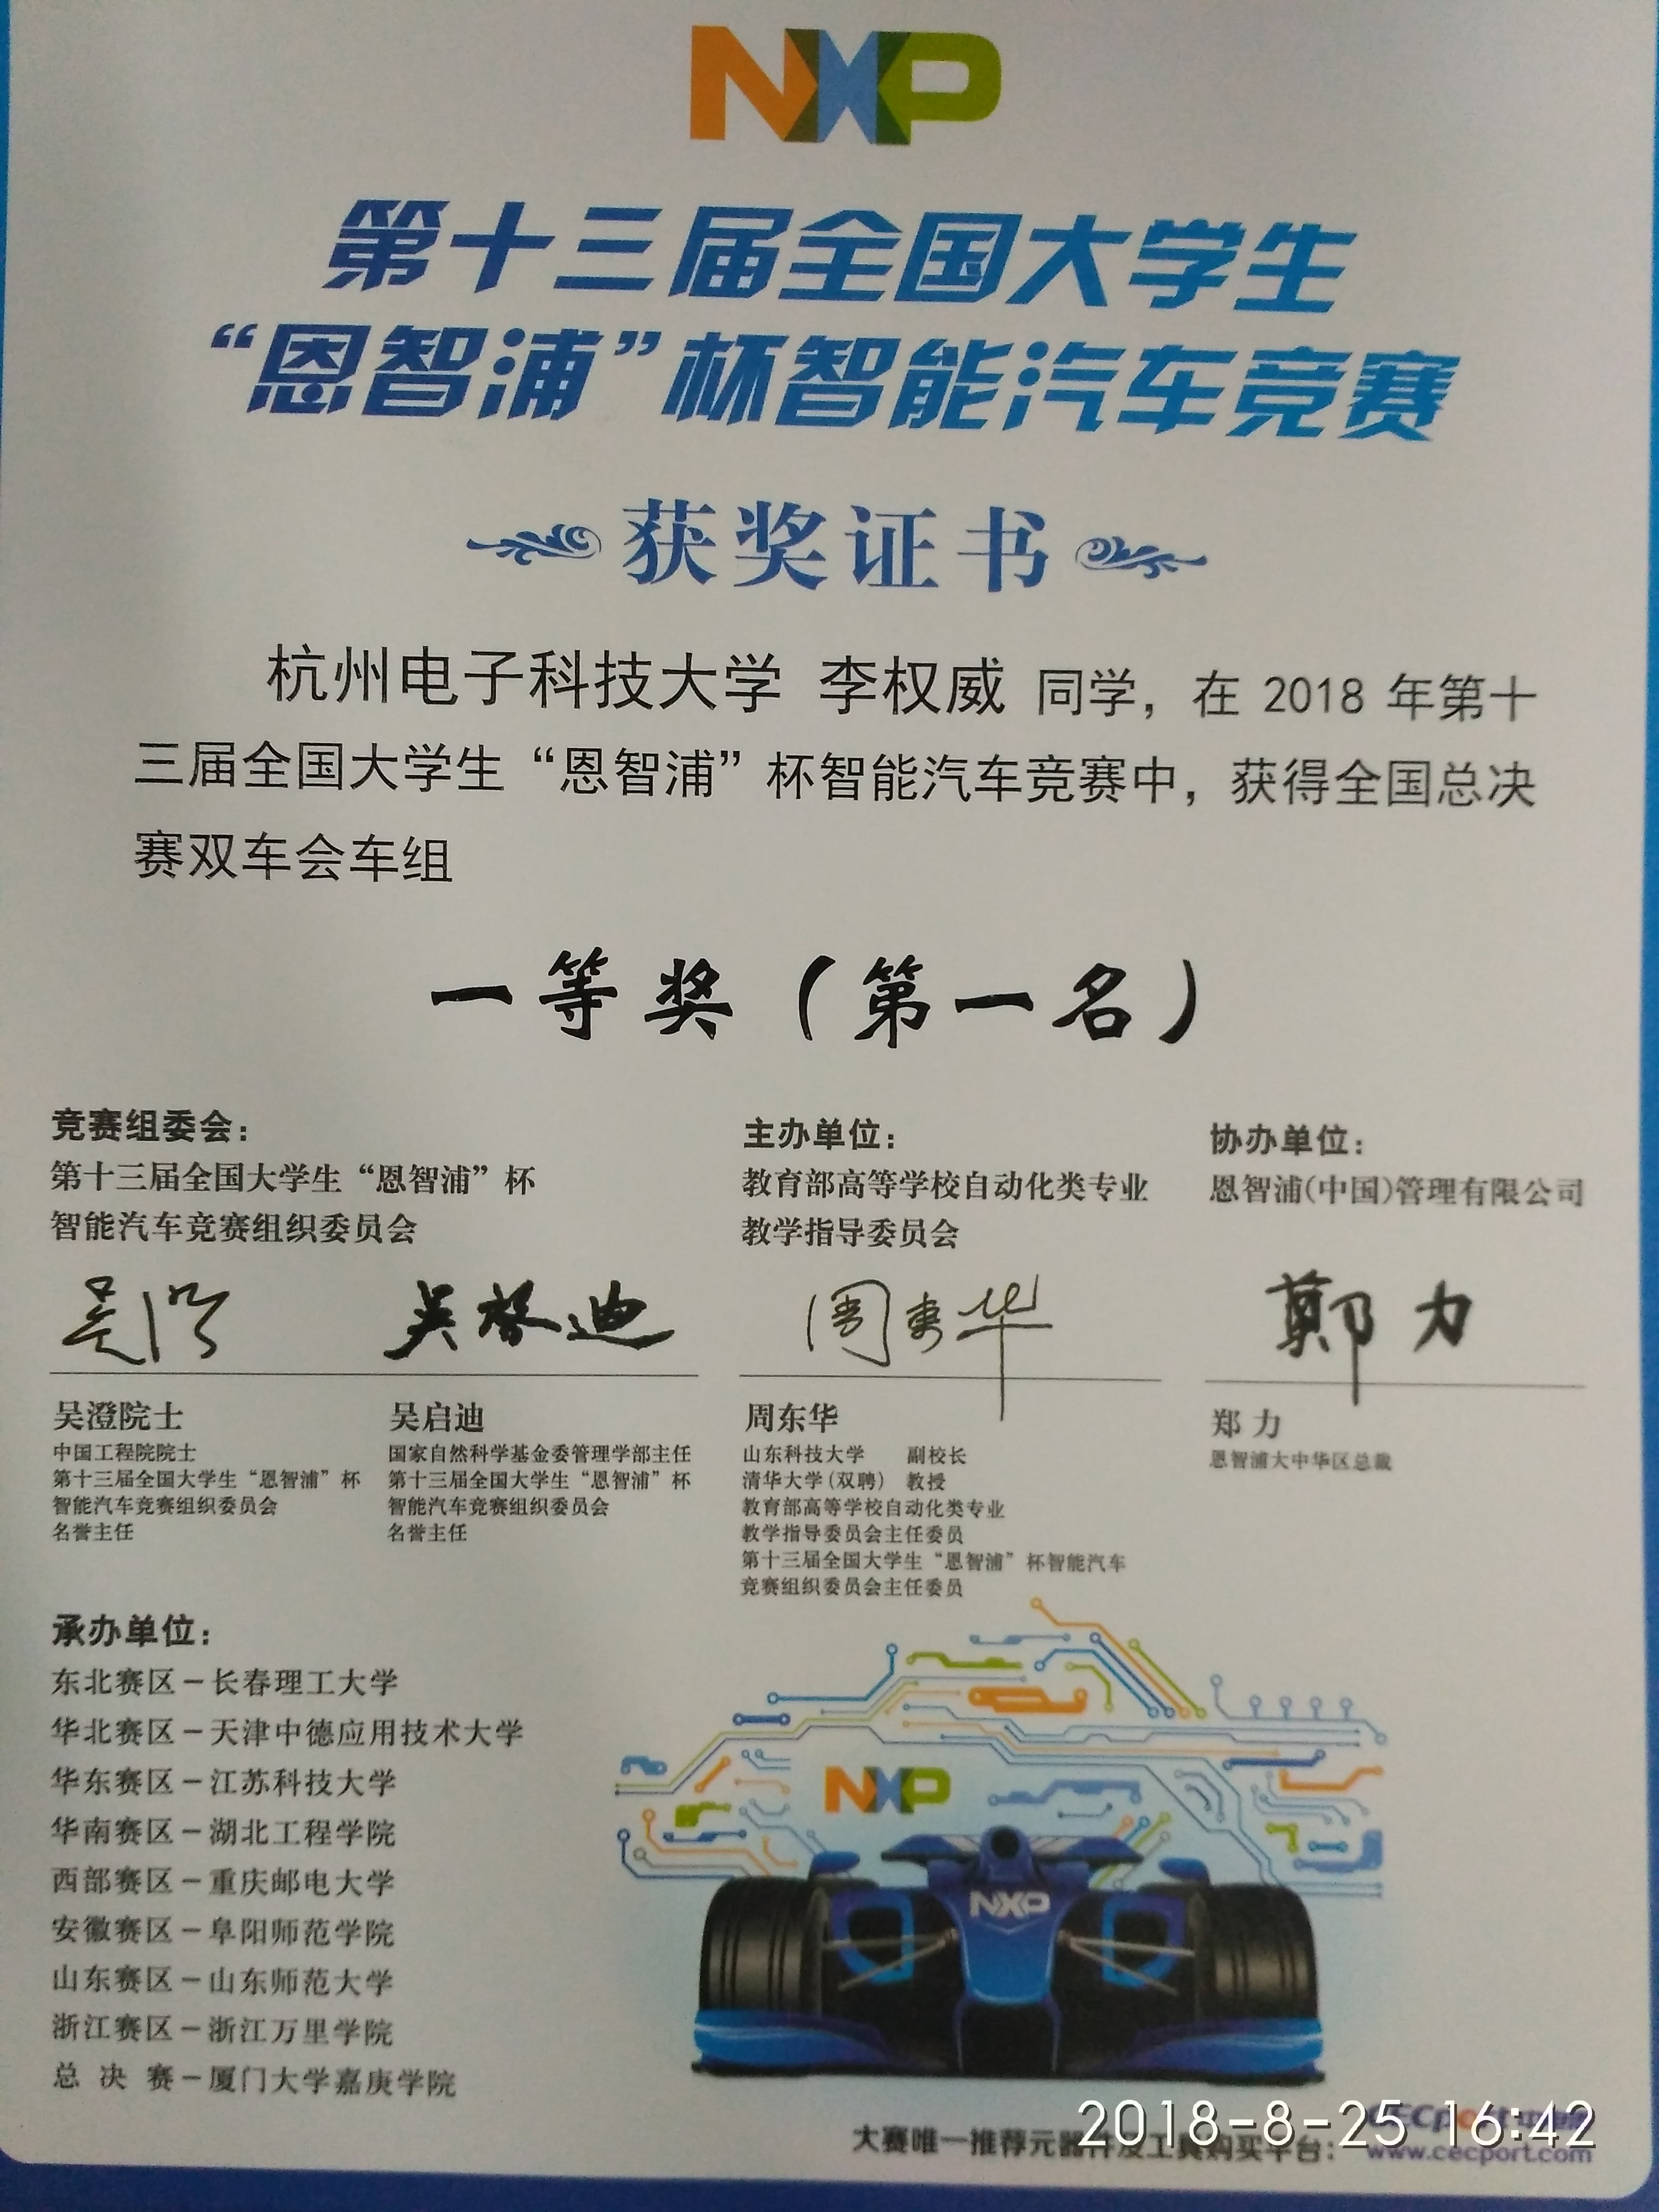 NXP
第十三届全国大学生
“恩智浦”杯智能汽车竞赛
获奖证书
杭州电子科技大学 李权威 同学，在 2018 年第十
三届全国大学生“恩智浦”杯智能汽车竞赛中，获得全国总决
赛双车会车组
一等奖（第一名）
竞赛组委会：
第十三届全国大学生“恩智浦”杯
智能汽车竞赛组织委员会
主办单位：
教育部高等学校自动化类专业
教学指导委员会
协办单位：
恩智浦(中国)管理有限公司
吴澄 吴启迪 周东华 郑力
吴澄院士
中国工程院院士
第十三届全国大学生“恩智浦”杯
智能汽车竞赛组织委员会
名誉主任
吴启迪
国家自然科学基金委管理学部主任
第十三届全国大学生“恩智浦”杯
智能汽车竞赛组织委员会
名誉主任
周东华
山东科技大学 副校长
清华大学(双聘) 教授
教育部高等学校自动化类专业
教学指导委员会主任委员
第十三届全国大学生“恩智浦”杯智能汽车
竞赛组织委员会主任委员
郑 力
恩智浦大中华区总裁
承办单位：
东北赛区－长春理工大学
华北赛区－天津中德应用技术大学
华东赛区－江苏科技大学
华南赛区－湖北工程学院
西部赛区－重庆邮电大学
安徽赛区－阜阳师范学院
山东赛区－山东师范大学
浙江赛区－浙江万里学院
总 决 赛－厦门大学嘉庚学院
NXP
NXP
2018-8-25 16:42
大赛唯一推荐元器件及工具购买平台：
www.cecport.com